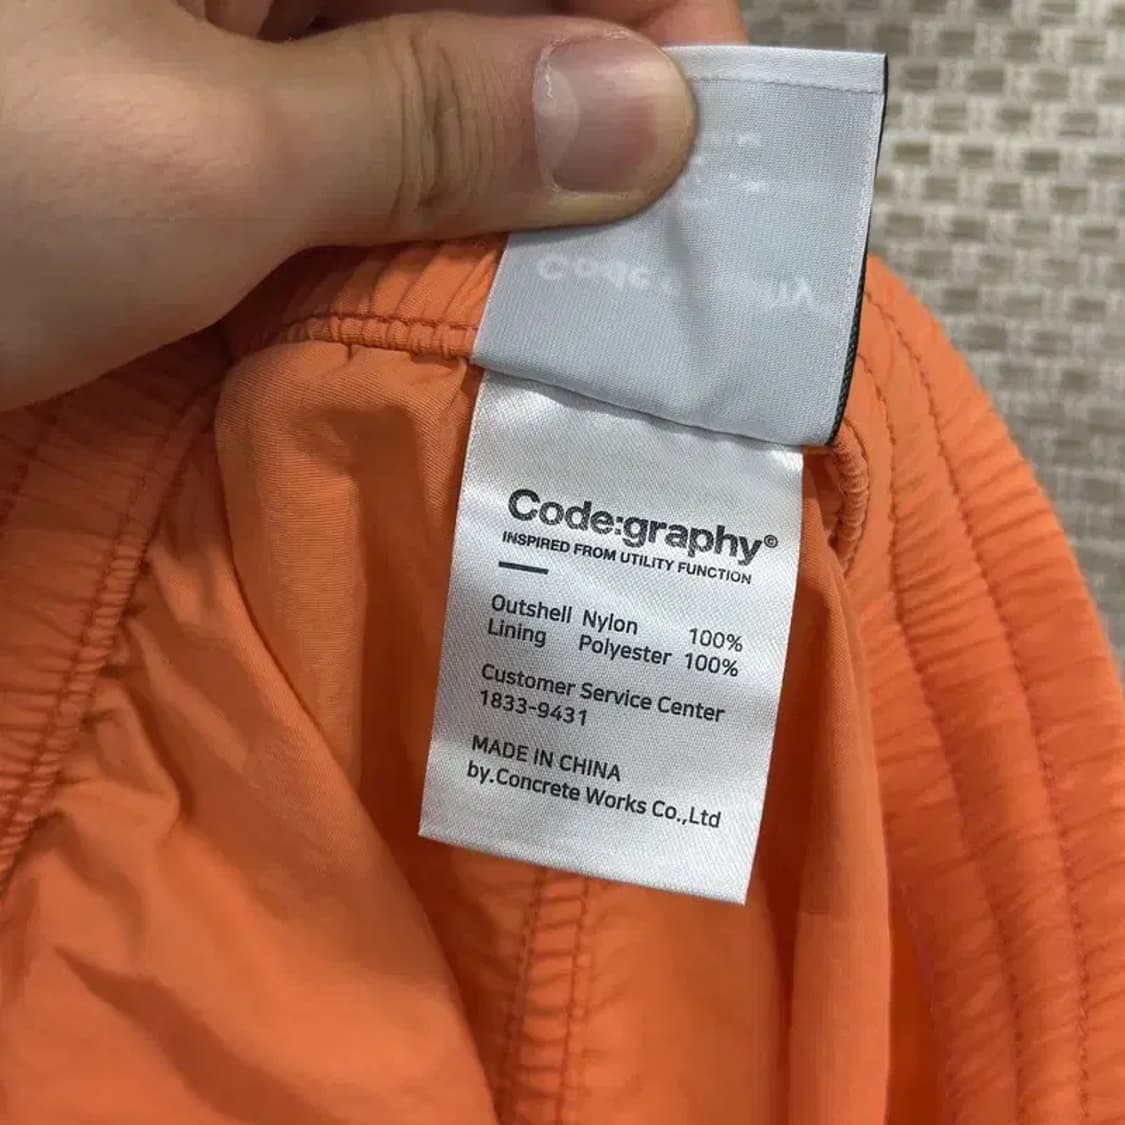 Code:graphy©
INSPIRED FROM UTILITY FUNCTION
Outshell Nylon 100%
Lining Polyester 100%
Customer Service Center
1833-9431
MADE IN CHINA
by.Concrete Works Co.,Ltd